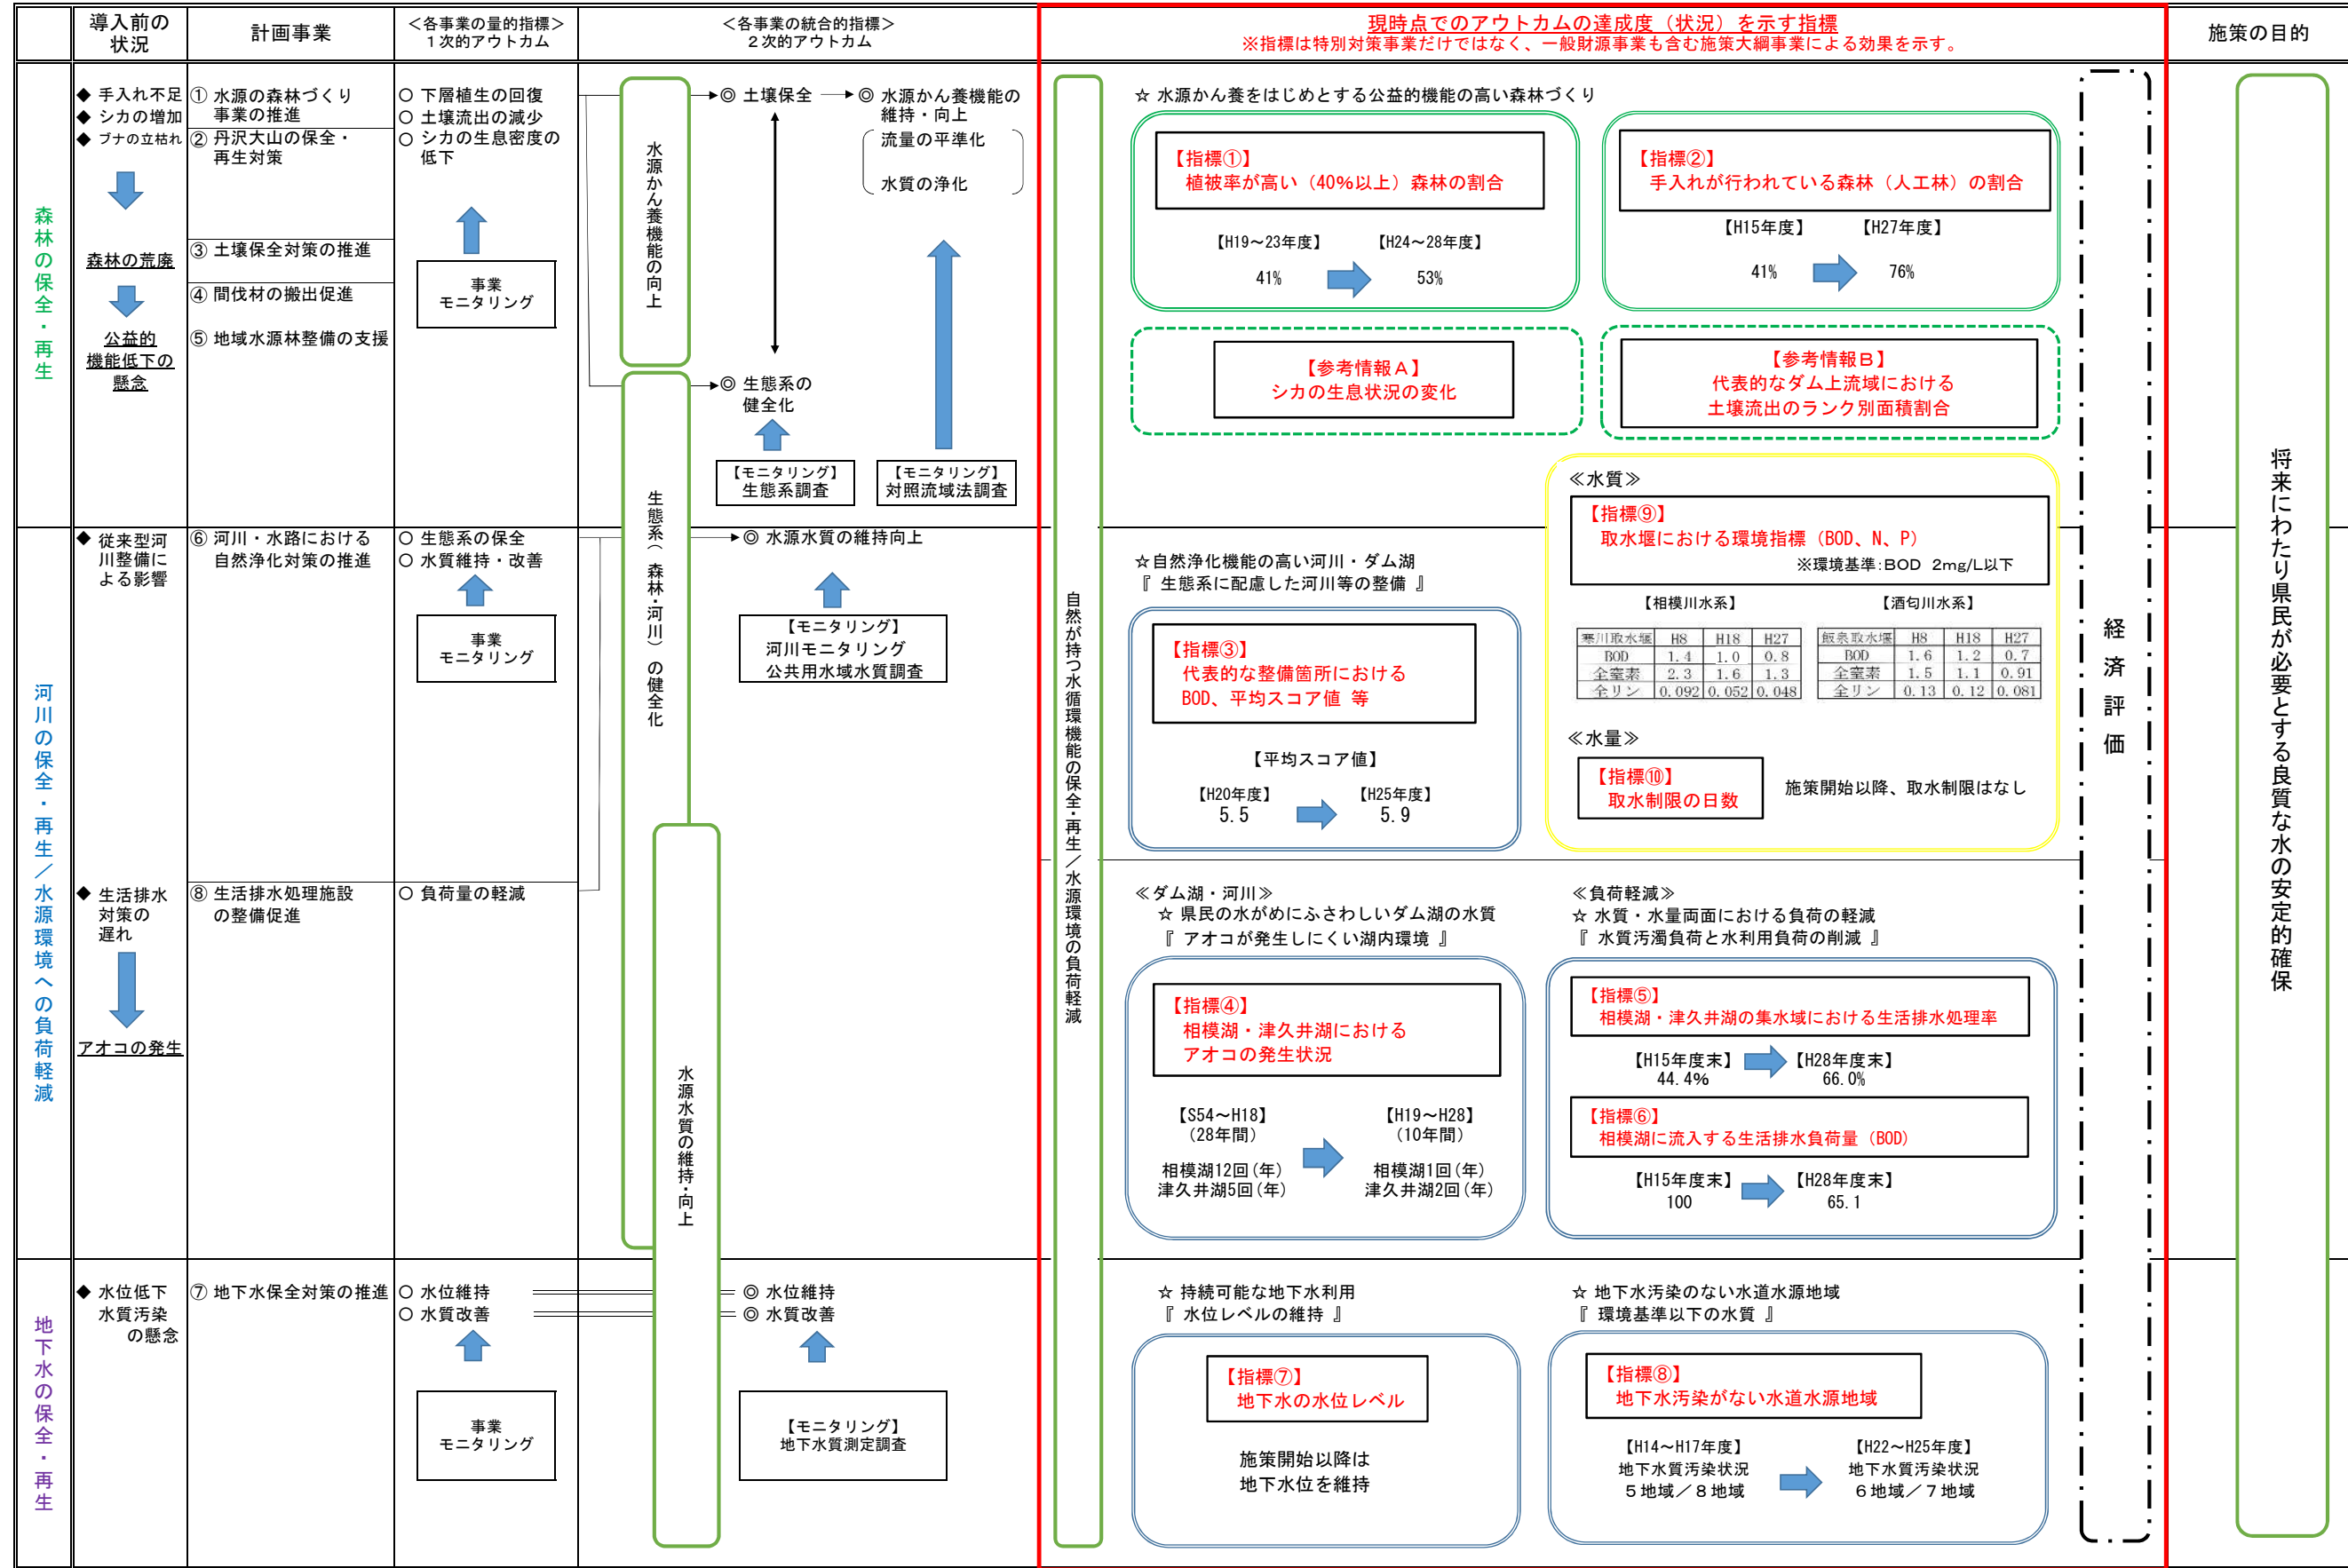 導入前の
状況
計画事業
＜各事業の量的指標＞
１次的アウトカム
＜各事業の統合的指標＞
２次的アウトカム
現時点でのアウトカムの達成度（状況）を示す指標
※指標は特別対策事業だけではなく、一般財源事業も含む施策大綱事業による効果を示す。
施策の目的
森林の保全・再生
◆ 手入れ不足
◆ シカの増加
◆ ブナの立枯れ
森林の荒廃
公益的
機能低下の
懸念
① 水源の森林づくり
事業の推進
② 丹沢大山の保全・
再生対策
③ 土壌保全対策の推進
④ 間伐材の搬出促進
⑤ 地域水源林整備の支援
○ 下層植生の回復
○ 土壌流出の減少
○ シカの生息密度の
低下
事業
モニタリング
水源かん養機能の向上
◎ 土壌保全
◎ 水源かん養機能の
維持・向上
流量の平準化
水質の浄化
◎ 生態系の
健全化
【モニタリング】
生態系調査
【モニタリング】
対照流域法調査
生態系（森林・河川）の健全化
自然が持つ水循環機能の保全・再生／水源環境の負荷軽減
☆ 水源かん養をはじめとする公益的機能の高い森林づくり
【指標①】
植被率が高い（40%以上）森林の割合
【H19～23年度】 【H24～28年度】
41% 53%
【指標②】
手入れが行われている森林（人工林）の割合
【H15年度】 【H27年度】
41% 76%
【参考情報Ａ】
シカの生息状況の変化
【参考情報Ｂ】
代表的なダム上流域における
土壌流出のランク別面積割合
≪水質≫
【指標⑨】
取水堰における環境指標（BOD、N、P）
※環境基準:BOD 2mg/L以下
【相模川水系】 【酒匂川水系】
寒川取水堰 H8 H18 H27
BOD 1.4 1.0 0.8
全窒素 2.3 1.6 1.3
全リン 0.092 0.052 0.048
飯泉取水堰 H8 H18 H27
BOD 1.6 1.2 0.7
全窒素 1.5 1.1 0.91
全リン 0.13 0.12 0.081
≪水量≫
【指標⑩】
取水制限の日数
施策開始以降、取水制限はなし
経済評価
将来にわたり県民が必要とする良質な水の安定的確保
河川の保全・再生／水源環境への負荷軽減
◆ 従来型河
川整備に
よる影響
⑥ 河川・水路における
自然浄化対策の推進
○ 生態系の保全
○ 水質維持・改善
事業
モニタリング
◎ 水源水質の維持向上
【モニタリング】
河川モニタリング
公共用水域水質調査
☆自然浄化機能の高い河川・ダム湖
『 生態系に配慮した河川等の整備 』
【指標③】
代表的な整備箇所における
BOD、平均スコア値 等
【平均スコア値】
【H20年度】 【H25年度】
5.5 5.9
◆ 生活排水
対策の
遅れ
アオコの発生
⑧ 生活排水処理施設
の整備促進
○ 負荷量の軽減
水源水質の維持・向上
≪ダム湖・河川≫
☆ 県民の水がめにふさわしいダム湖の水質
『 アオコが発生しにくい湖内環境 』
【指標④】
相模湖・津久井湖における
アオコの発生状況
【S54～H18】 【H19～H28】
（28年間） （10年間）
相模湖12回(年) 相模湖1回(年)
津久井湖5回(年) 津久井湖2回(年)
≪負荷軽減≫
☆ 水質・水量両面における負荷の軽減
『 水質汚濁負荷と水利用負荷の削減 』
【指標⑤】
相模湖・津久井湖の集水域における生活排水処理率
【H15年度末】 【H28年度末】
44.4% 66.0%
【指標⑥】
相模湖に流入する生活排水負荷量（BOD）
【H15年度末】 【H28年度末】
100 65.1
地下水の保全・再生
◆ 水位低下
水質汚染
の懸念
⑦ 地下水保全対策の推進
○ 水位維持
○ 水質改善
事業
モニタリング
◎ 水位維持
◎ 水質改善
【モニタリング】
地下水質測定調査
☆ 持続可能な地下水利用
『 水位レベルの維持 』
【指標⑦】
地下水の水位レベル
施策開始以降は
地下水位を維持
☆ 地下水汚染のない水道水源地域
『 環境基準以下の水質 』
【指標⑧】
地下水汚染がない水道水源地域
【H14～H17年度】 【H22～H25年度】
地下水質汚染状況 地下水質汚染状況
５地域／８地域 ６地域／７地域